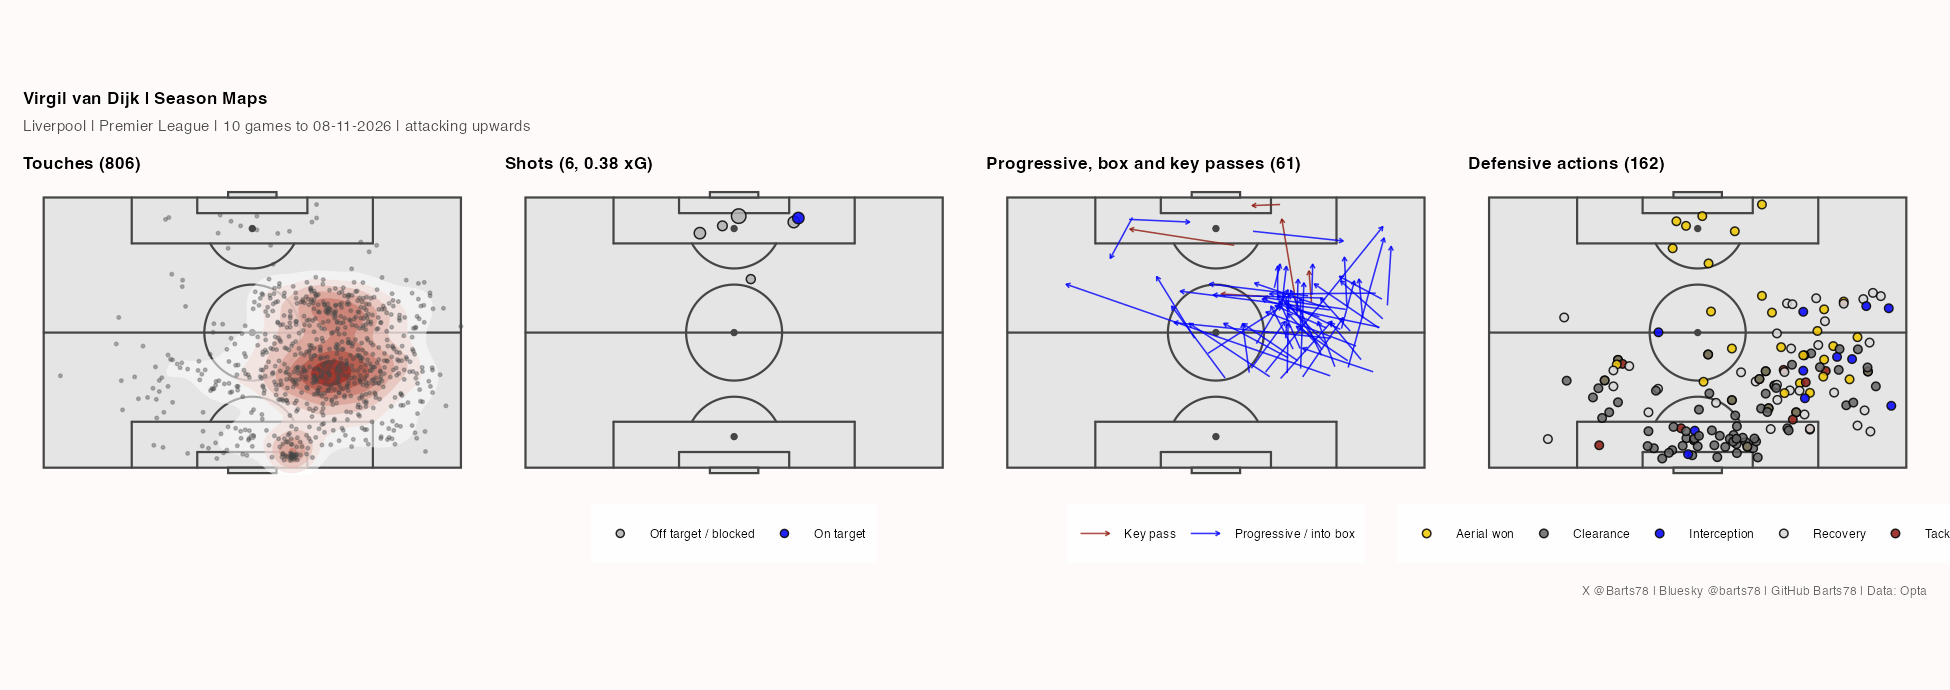 Virgil van Dijk | Season Maps
Liverpool | Premier League | 10 games to 08-11-2026 | attacking upwards
Touches (806)
Shots (6, 0.38 xG)
Progressive, box and key passes (61)
Defensive actions (162)
Off target / blocked
On target
Key pass
Progressive / into box
Aerial won
Clearance
Interception
Recovery
Tack
X @Barts78 | Bluesky @barts78 | GitHub Barts78 | Data: Opta